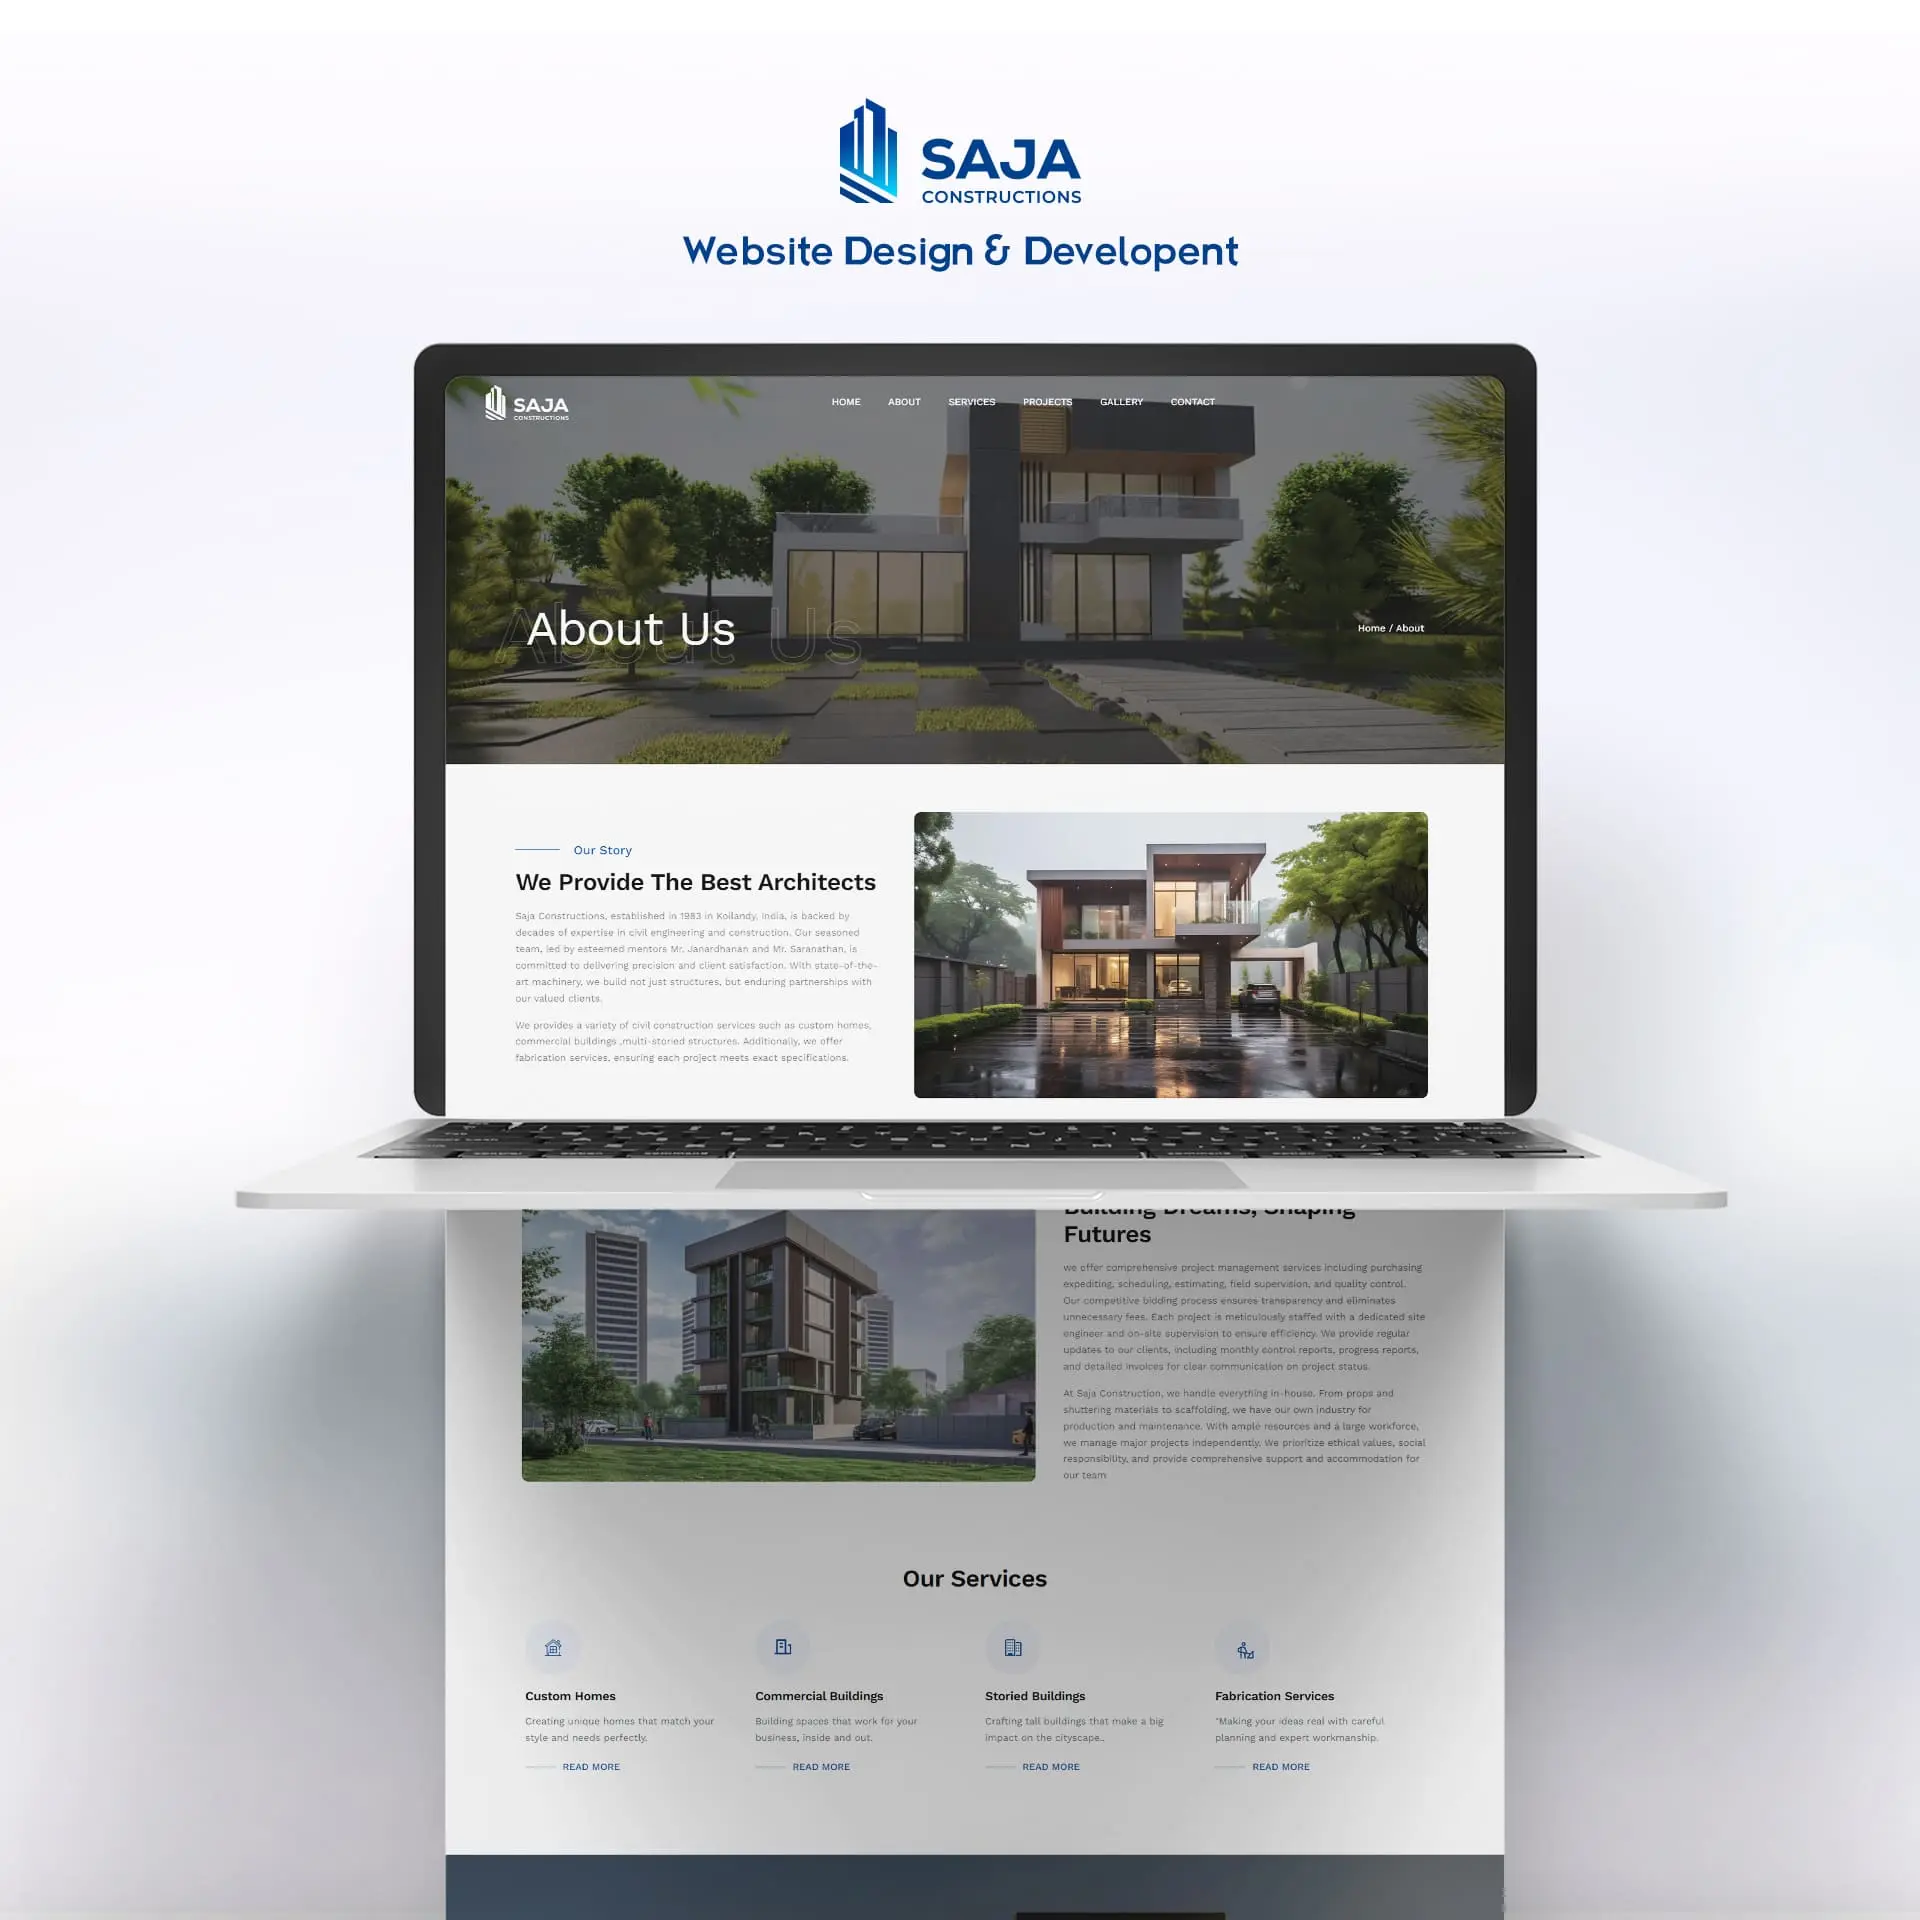 SAJA
CONSTRUCTIONS
Website Design & Developent
SAJA
CONSTRUCTIONS
HOME ABOUT SERVICES PROJECTS GALLERY CONTACT
About Us
About Us
Home / About
Our Story
We Provide The Best Architects
Saja Constructions, established in 1983 in Koilandy, India, is backed by
decades of expertise in civil engineering and construction. Our seasoned
team, led by esteemed mentors Mr. Janardhanan and Mr. Saranathan, is
committed to delivering precision and client satisfaction. With state-of-the-
art machinery, we build not just structures, but enduring partnerships with
our valued clients.
We provides a variety of civil construction services such as custom homes,
commercial buildings ,multi-storied structures. Additionally, we offer
fabrication services, ensuring each project meets exact specifications.
Building Dreams, Shaping
Futures
we offer comprehensive project management services including purchasing
expediting, scheduling, estimating, field supervision, and quality control.
Our competitive bidding process ensures transparency and eliminates
unnecessary fees. Each project is meticulously staffed with a dedicated site
engineer and on-site supervision to ensure efficiency. We provide regular
updates to our clients, including monthly control reports, progress reports,
and detailed invoices for clear communication on project status.
At Saja Construction, we handle everything in-house. From props and
shuttering materials to scaffolding, we have our own industry for
production and maintenance. With ample resources and a large workforce,
we manage major projects independently. We prioritize ethical values, social
responsibility, and provide comprehensive support and accommodation for
our team
Our Services
Custom Homes
Creating unique homes that match your
style and needs perfectly.
READ MORE
Commercial Buildings
Building spaces that work for your
business, inside and out.
READ MORE
Storied Buildings
Crafting tall buildings that make a big
impact on the cityscape..
READ MORE
Fabrication Services
"Making your ideas real with careful
planning and expert workmanship.
READ MORE